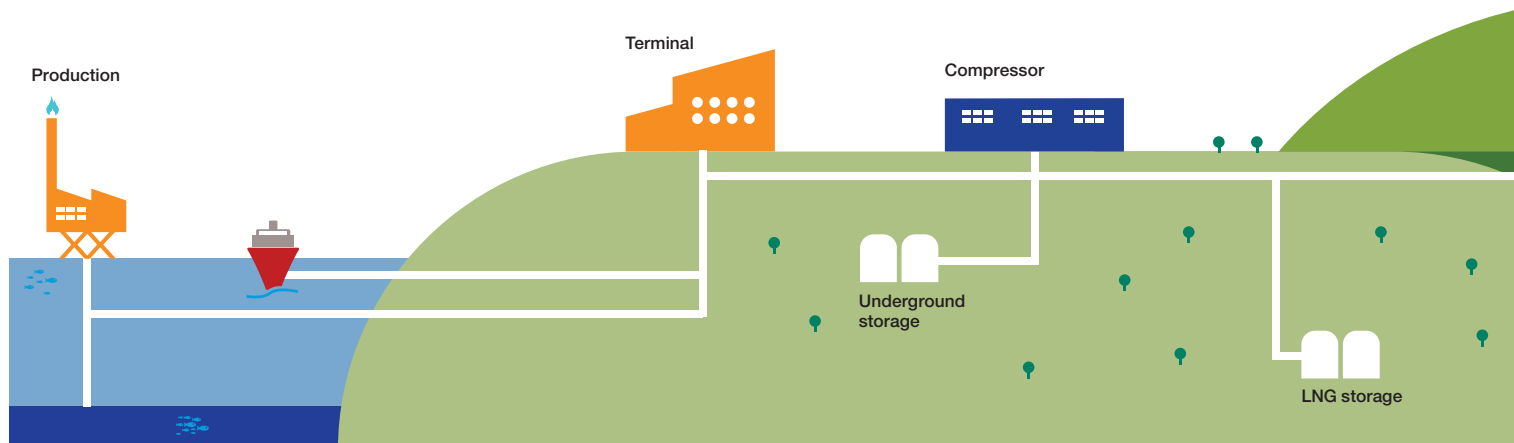 Terminal
Production
Compressor
Underground
storage
LNG storage